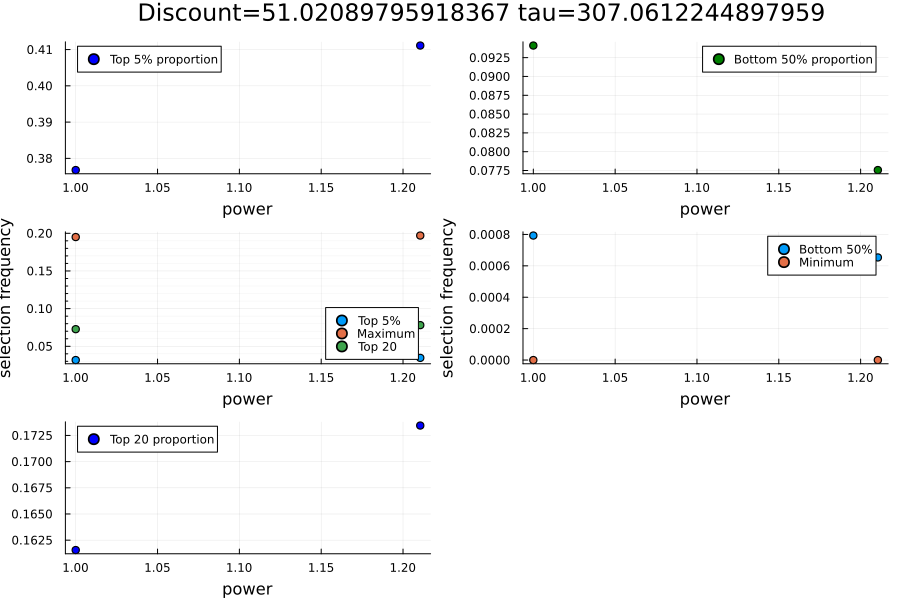 Discount=51.02089795918367 tau=307.0612244897959
0.41
0.40
0.39
0.38
Top 5% proportion
1.00 1.05 1.10 1.15 1.20
power
0.0925
0.0900
0.0875
0.0850
0.0825
0.0800
0.0775
Bottom 50% proportion
1.00 1.05 1.10 1.15 1.20
power
selection frequency
0.20
0.15
0.10
0.05
Top 5%
Maximum
Top 20
1.00 1.05 1.10 1.15 1.20
power
selection frequency
0.0008
0.0006
0.0004
0.0002
0.0000
Bottom 50%
Minimum
1.00 1.05 1.10 1.15 1.20
power
0.1725
0.1700
0.1675
0.1650
0.1625
Top 20 proportion
1.00 1.05 1.10 1.15 1.20
power